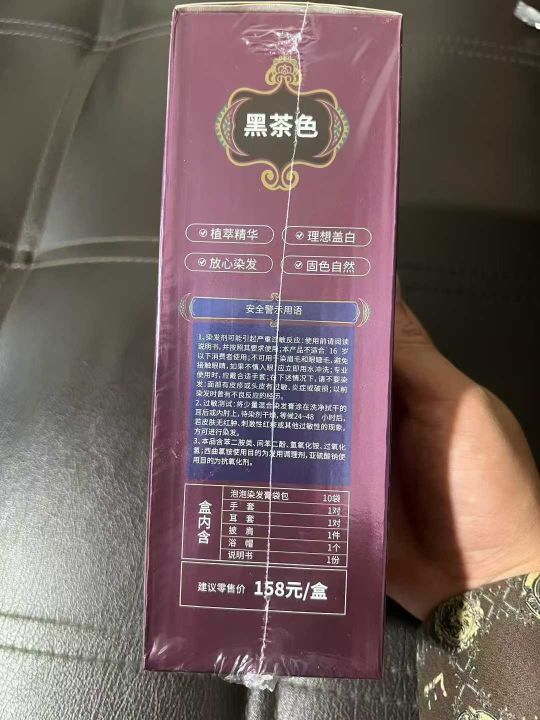 黑茶色
植萃精华 理想盖白
放心染发 固色自然
安全警示用语
1、染发剂可能引起严重过敏反应:使用前请阅读
说明书,并按照其要求使用;本产品不适合 16 岁
以下消费者使用;不可用于染眉毛和眼睫毛,避免
接触眼睛,如果不慎入眼,应立即用水冲洗;专业
使用时,应戴合适手套;在下述情况下,请不要染
发:面部有皮疹或头皮有过敏、炎症或破损;以前
染发时曾有不良反应的经历。
2、过敏测试:将少量混合染发膏涂在洗净拭干的
耳后或内肘上,待染剂干燥,等候24~48 小时后,
若皮肤无红肿、刺激性红疹或其他过敏性的现象,
方可进行染发。
3、本品含苯二胺类、间苯二酚、氢氧化铵、过氧化
氢;西曲氯铵使用目的为发用调理剂,亚硫酸钠使
用目的为抗氧化剂。
盒内含
泡泡染发膏袋包 10袋
手套 1对
耳套 1对
披肩 1件
浴帽 1个
说明书 1份
建议零售价 158元/盒